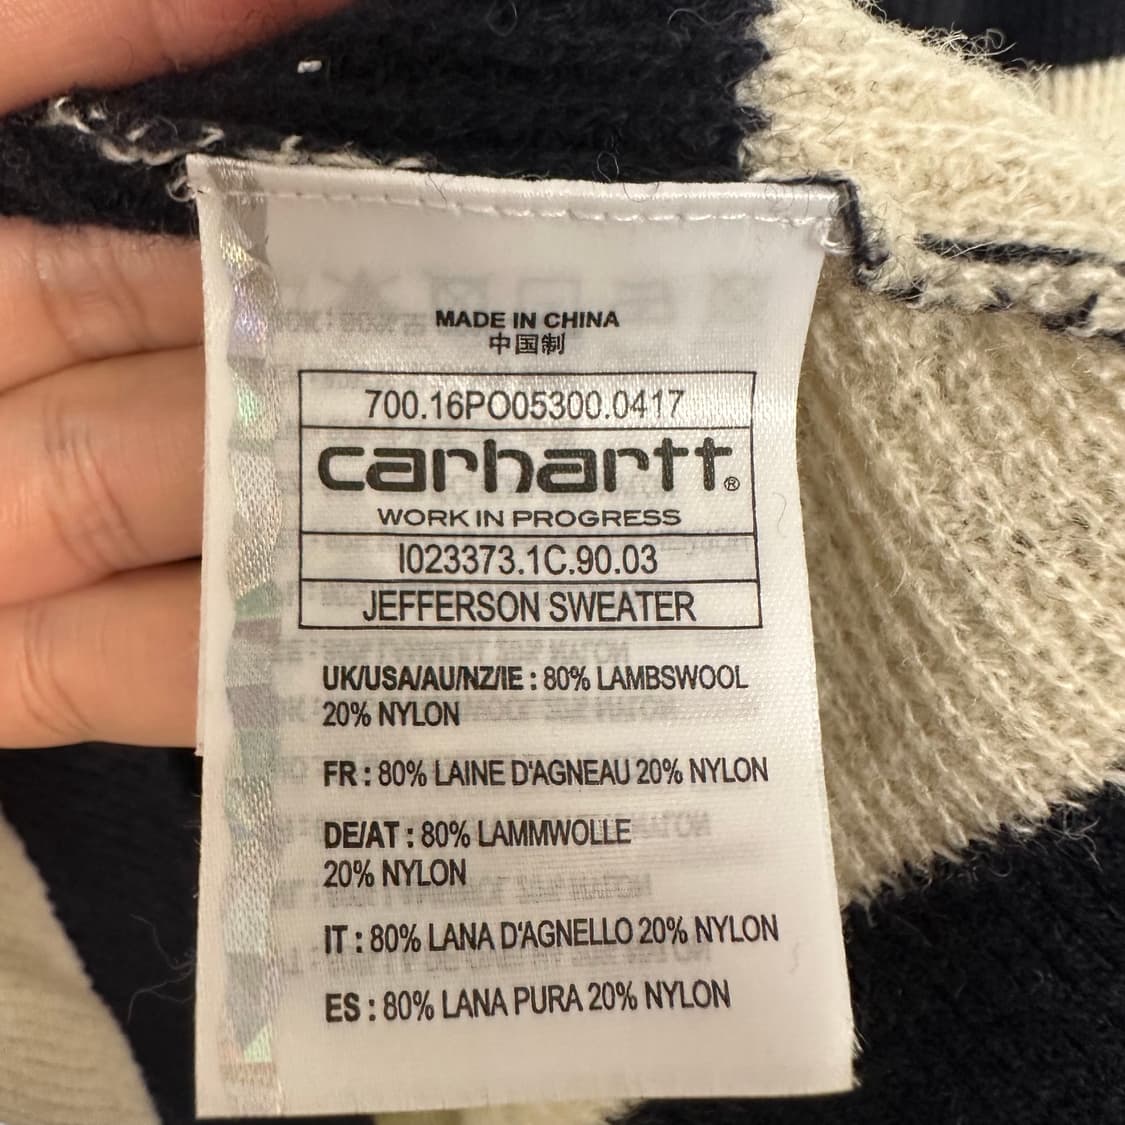 MADE IN CHINA
中国制
700.16PO05300.0417
carhartt®
WORK IN PROGRESS
I023373.1C.90.03
JEFFERSON SWEATER
UK/USA/AU/NZ/IE : 80% LAMBSWOOL
20% NYLON
FR : 80% LAINE D'AGNEAU 20% NYLON
DE/AT : 80% LAMMWOLLE
20% NYLON
IT : 80% LANA D'AGNELLO 20% NYLON
ES : 80% LANA PURA 20% NYLON